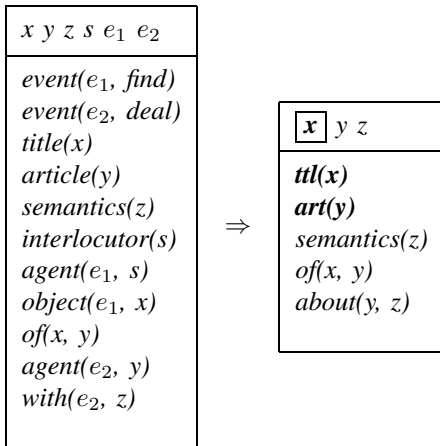 x y z s e₁ e₂
event(e₁, find)
event(e₂, deal)
title(x)
article(y)
semantics(z)
interlocutor(s)
agent(e₁, s)
object(e₁, x)
of(x, y)
agent(e₂, y)
with(e₂, z)
⇒
x y z
ttl(x)
art(y)
semantics(z)
of(x, y)
about(y, z)